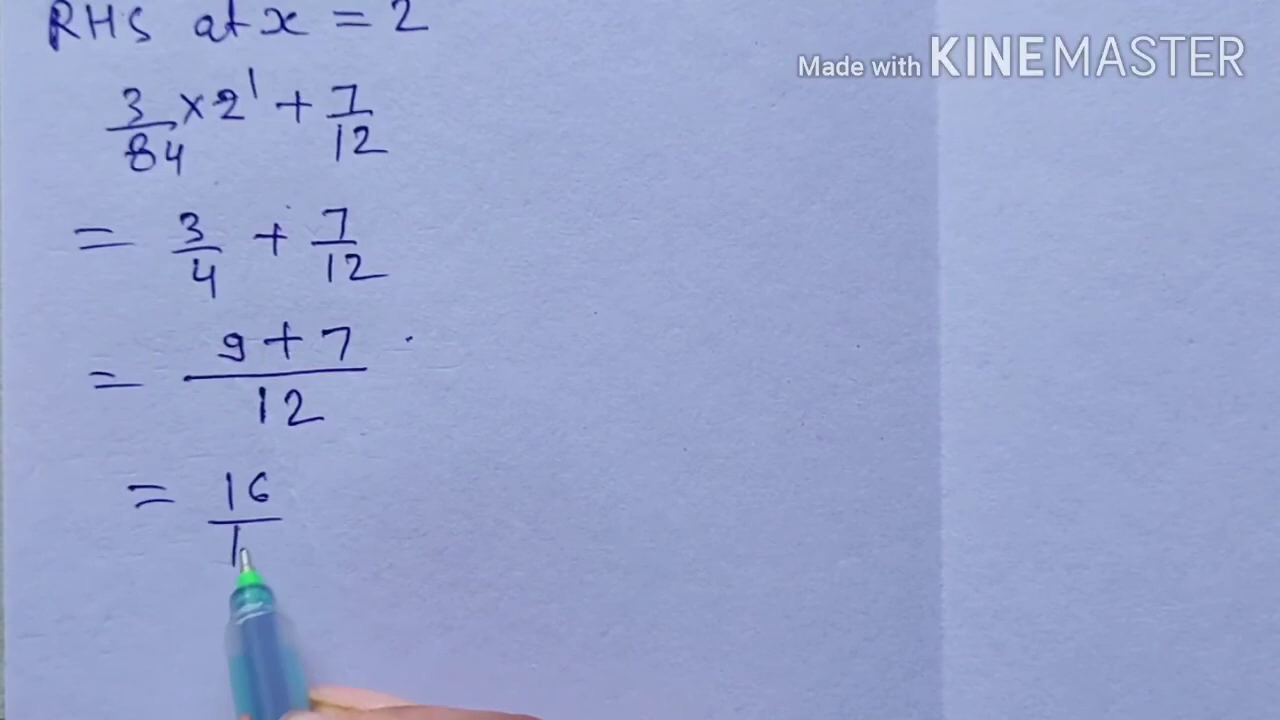 RHS at x = 2
Made with KINEMASTER
3/84 × 2¹ + 7/12
= 3/4 + 7/12
= 9 + 7 / 12
= 16 / 1